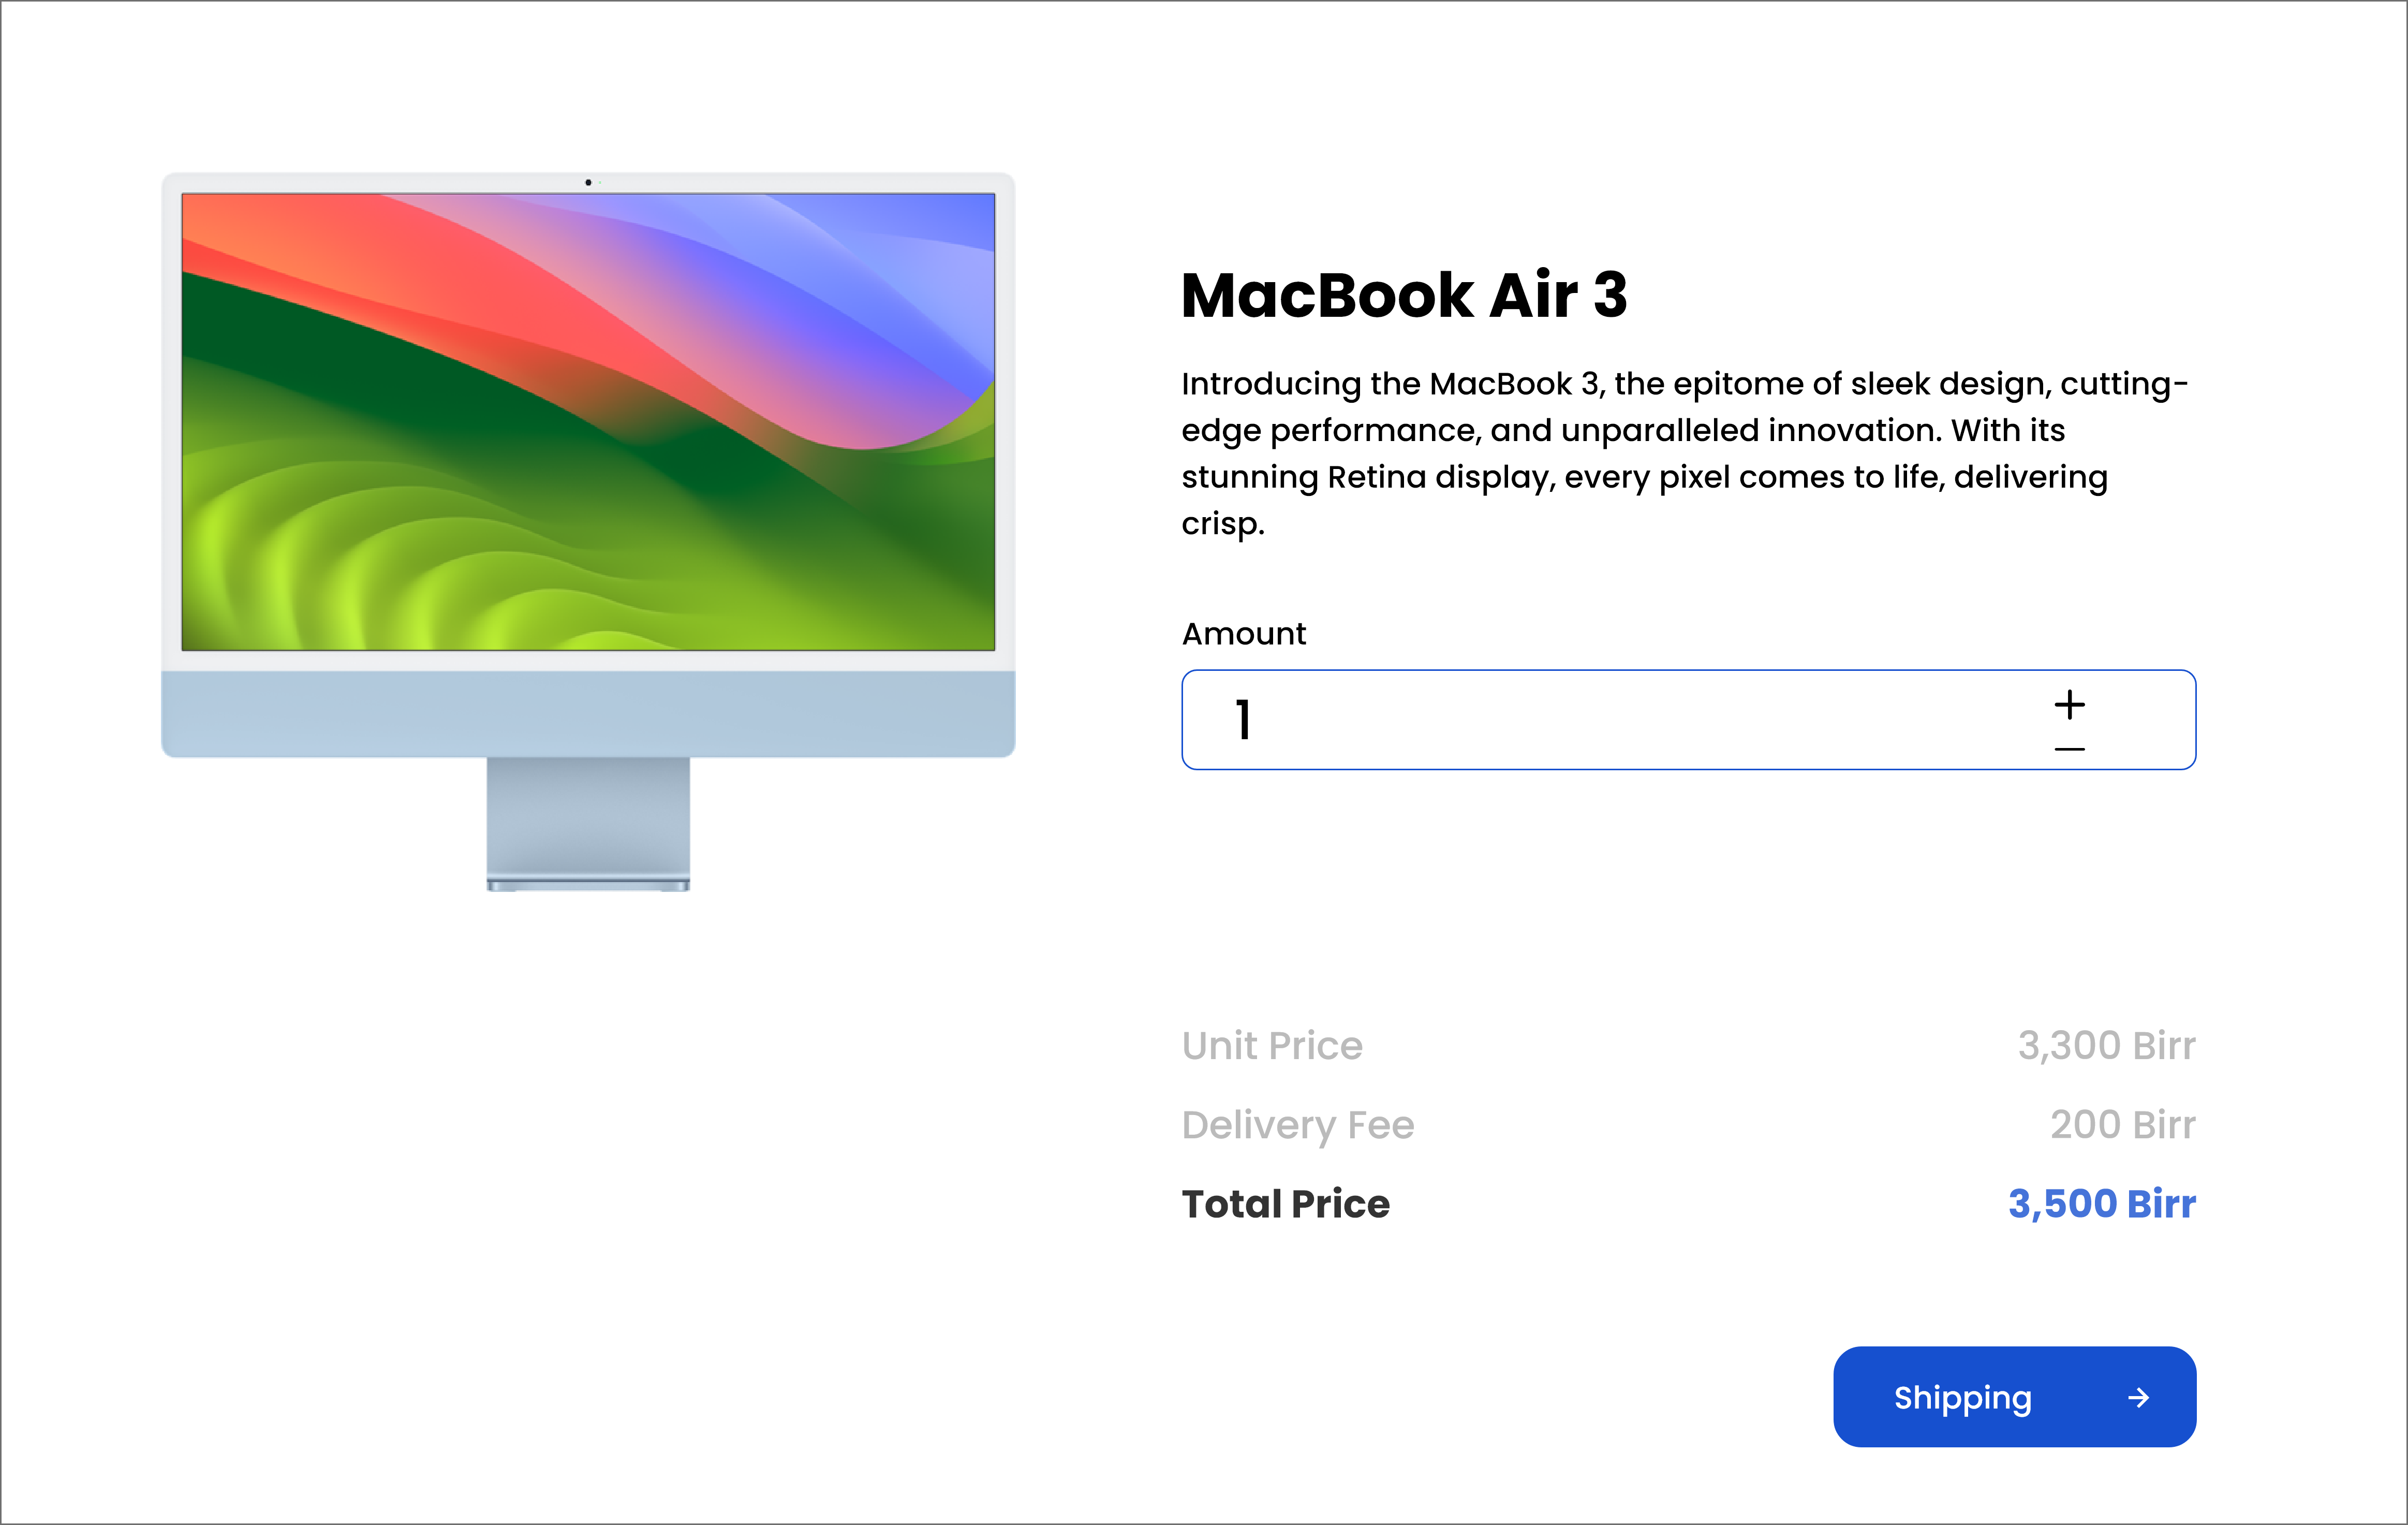 MacBook Air 3
Introducing the MacBook 3, the epitome of sleek design, cutting-
edge performance, and unparalleled innovation. With its
stunning Retina display, every pixel comes to life, delivering
crisp.
Amount
1
Unit Price 3,300 Birr
Delivery Fee 200 Birr
Total Price 3,500 Birr
Shipping →